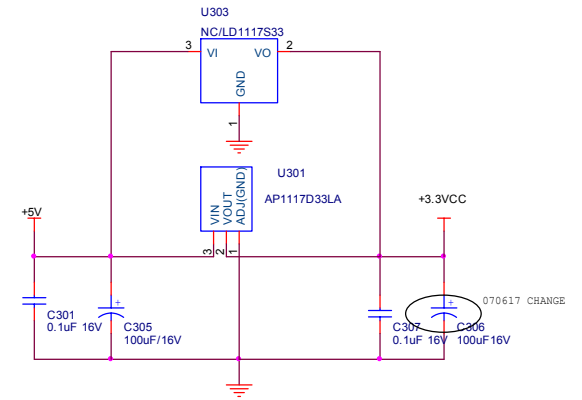 U303
NC/LD1117S33
3
VI
VO
2
GND
1
U301
AP1117D33LA
VIN
VOUT
ADJ(GND)
3
2
1
+5V
+3.3VCC
C301
0.1uF 16V
+
C305
100uF/16V
C307
0.1uF 16V
+
C306
100uF16V
070617 CHANGE